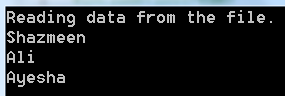 Reading data from the file.
Shazmeen
Ali
Ayesha